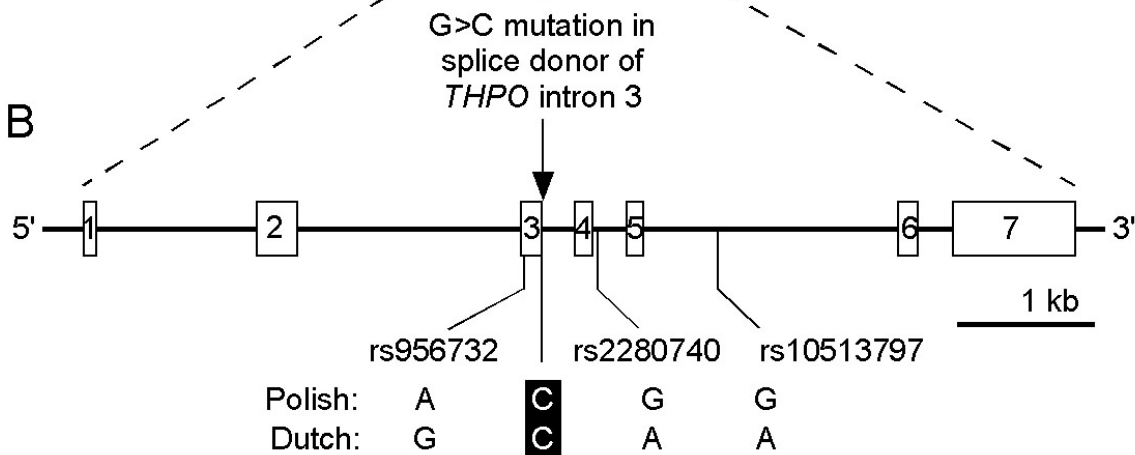 G>C mutation in
splice donor of
THPO intron 3
B
5' 1 2 3 4 5 6 7 3'
1 kb
rs956732 rs2280740 rs10513797
Polish: A C G G
Dutch: G C A A